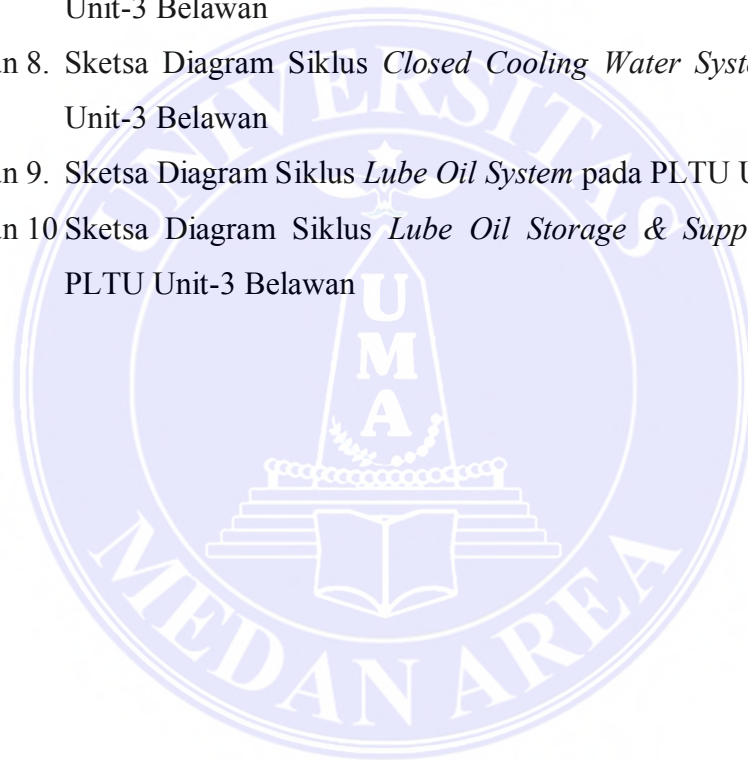 Unit-3 Belawan
n 8. Sketsa Diagram Siklus Closed Cooling Water Syst
Unit-3 Belawan
n 9. Sketsa Diagram Siklus Lube Oil System pada PLTU U
n 10 Sketsa Diagram Siklus Lube Oil Storage & Supp
PLTU Unit-3 Belawan
UNIVERSITAS
UMA
MEDAN AREA